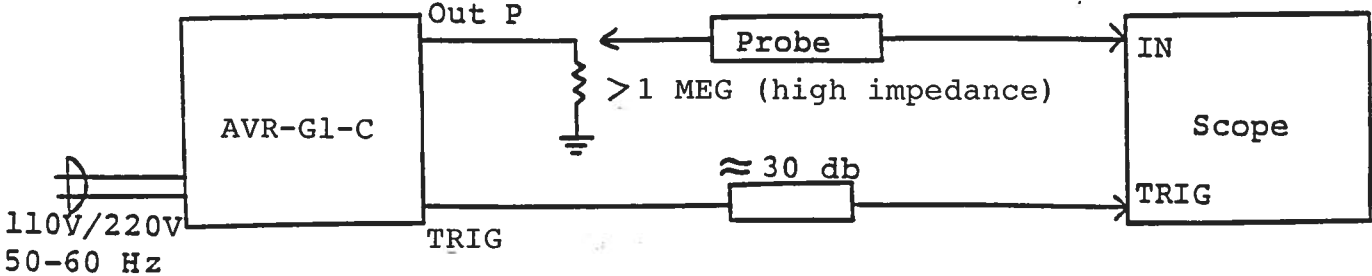 Out P
Probe
IN
>1 MEG (high impedance)
AVR-G1-C
Scope
≈ 30 db
TRIG
110V/220V
TRIG
50-60 Hz